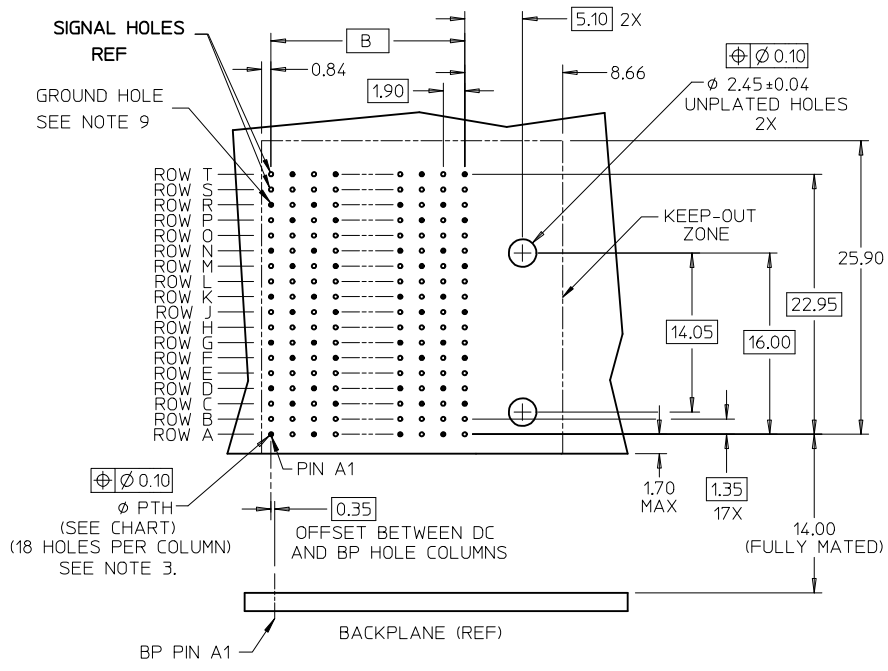 SIGNAL HOLES
REF
GROUND HOLE
SEE NOTE 9
B
0.84
1.90
5.10 2X
8.66
⌖ Ø 0.10
Ø 2.45±0.04
UNPLATED HOLES
2X
KEEP-OUT
ZONE
ROW T
ROW S
ROW R
ROW P
ROW O
ROW N
ROW M
ROW L
ROW K
ROW J
ROW H
ROW G
ROW F
ROW E
ROW D
ROW C
ROW B
ROW A
25.90
22.95
14.05
16.00
PIN A1
⌖ Ø 0.10
Ø PTH
(SEE CHART)
(18 HOLES PER COLUMN)
SEE NOTE 3.
0.35
OFFSET BETWEEN DC
AND BP HOLE COLUMNS
1.70
MAX
1.35
17X
14.00
(FULLY MATED)
BACKPLANE (REF)
BP PIN A1